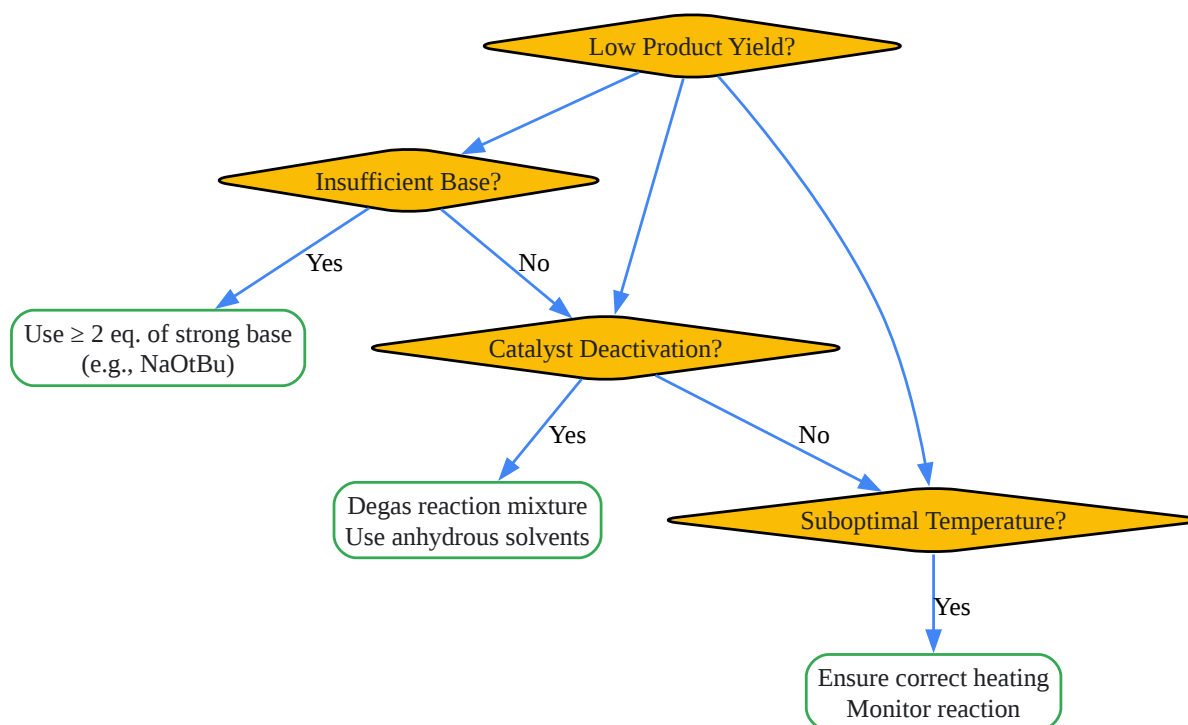 Low Product Yield?
Insufficient Base?
Yes
No
Use ≥ 2 eq. of strong base
(e.g., NaOtBu)
Catalyst Deactivation?
Yes
No
Degas reaction mixture
Use anhydrous solvents
Suboptimal Temperature?
Yes
Ensure correct heating
Monitor reaction